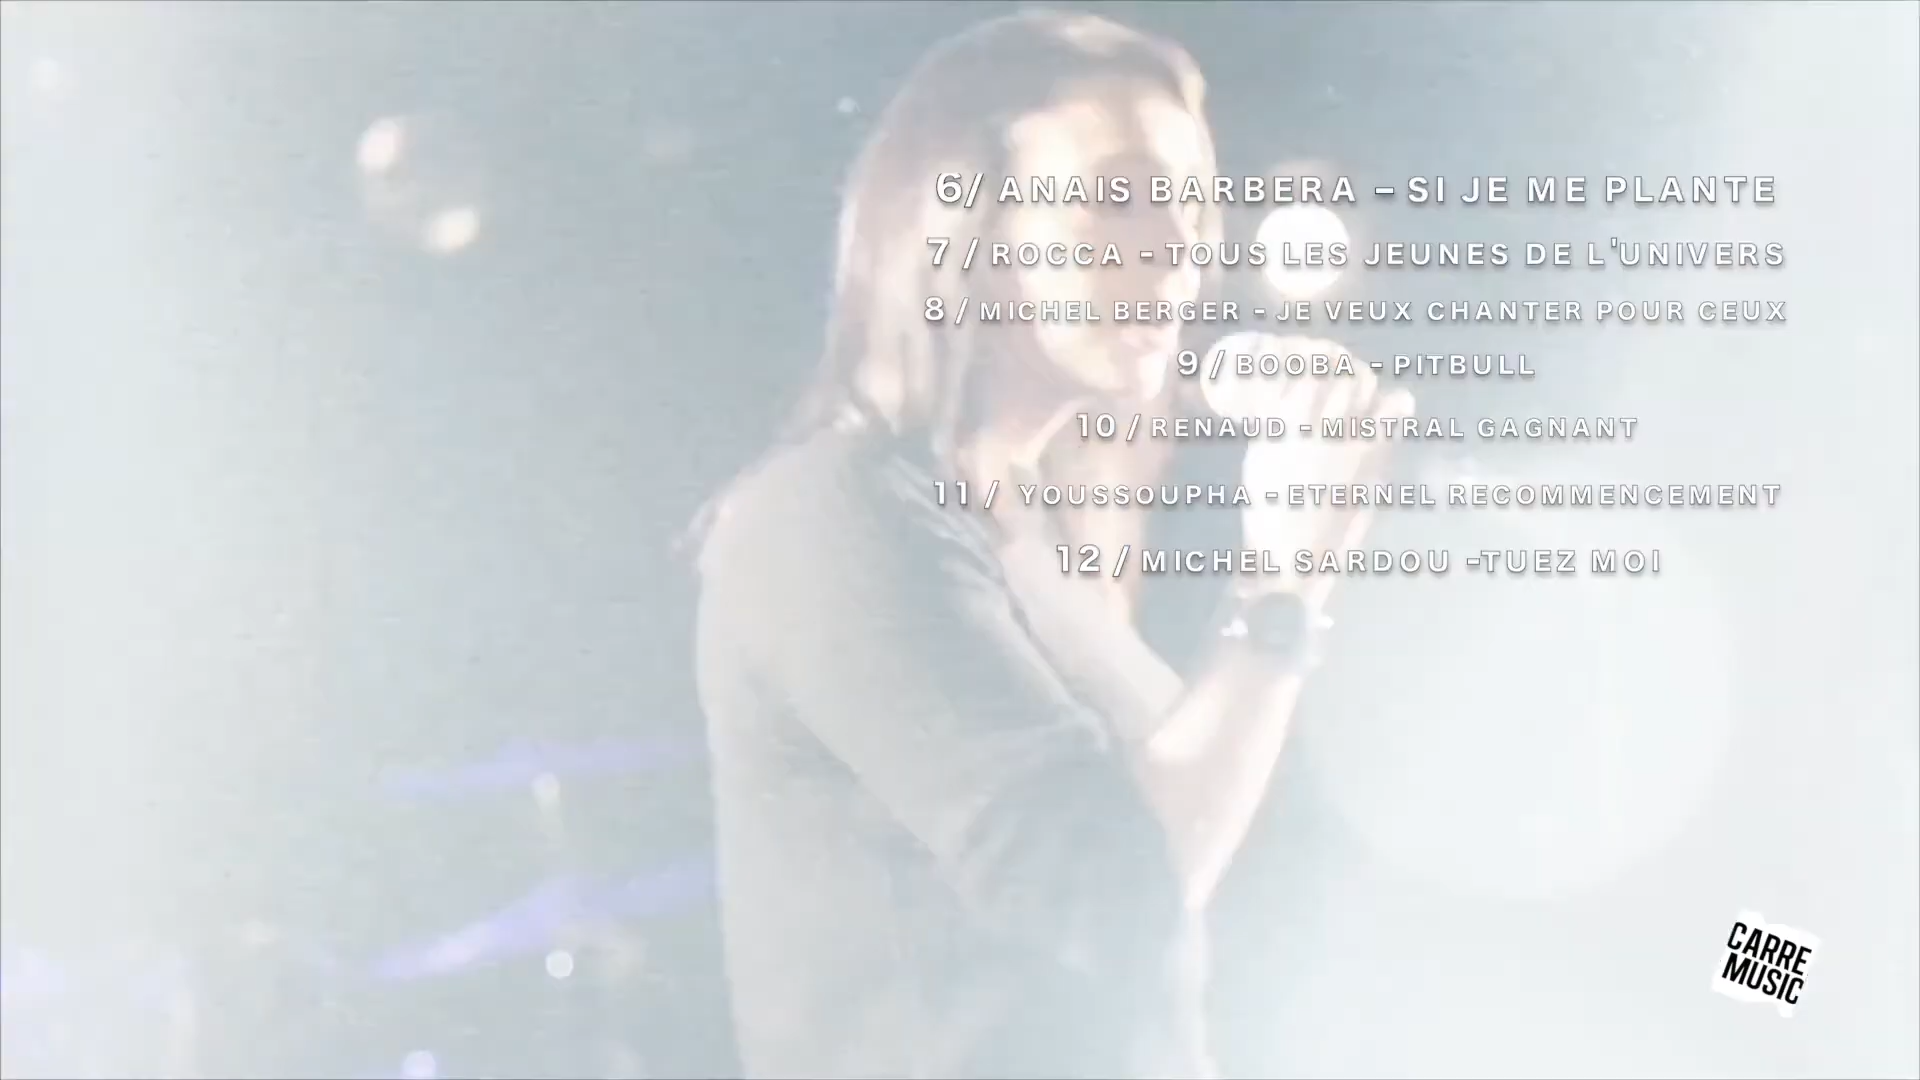 6/ ANAIS BARBERA – SI JE ME PLANTE
7 / ROCCA - TOUS LES JEUNES DE L'UNIVERS
8 / MICHEL BERGER - JE VEUX CHANTER POUR CEUX
9 / BOOBA - PITBULL
10 / RENAUD - MISTRAL GAGNANT
11 / YOUSSOUPHA - ETERNEL RECOMMENCEMENT
12 / MICHEL SARDOU -TUEZ MOI
CARRE
MUSIC